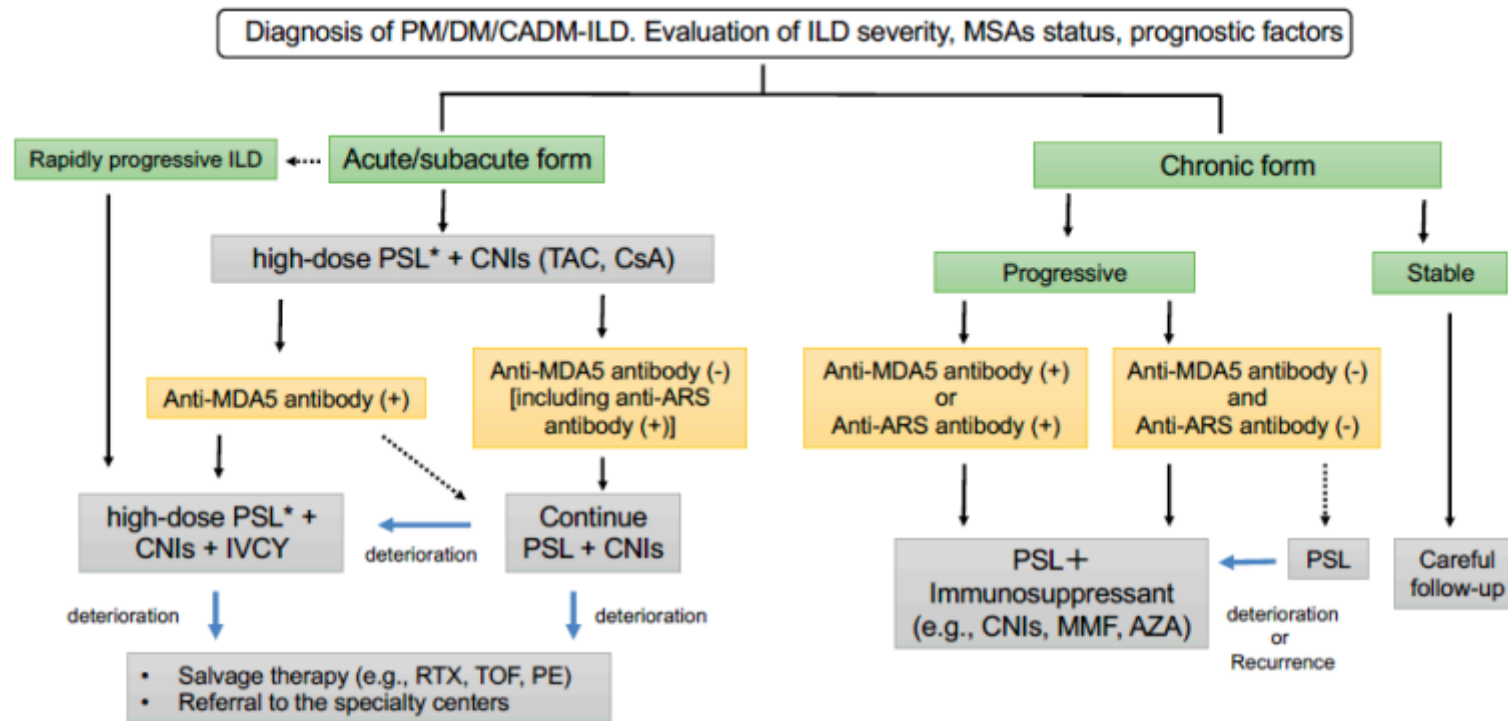 Diagnosis of PM/DM/CADM-ILD. Evaluation of ILD severity, MSAs status, prognostic factors
Rapidly progressive ILD
Acute/subacute form
Chronic form
high-dose PSL* + CNIs (TAC, CsA)
Progressive
Stable
Anti-MDA5 antibody (+)
Anti-MDA5 antibody (-)
[including anti-ARS
antibody (+)]
Anti-MDA5 antibody (+)
or
Anti-ARS antibody (+)
Anti-MDA5 antibody (-)
and
Anti-ARS antibody (-)
high-dose PSL* +
CNIs + IVCY
deterioration
Continue
PSL + CNIs
PSL+
Immunosuppressant
(e.g., CNIs, MMF, AZA)
PSL
deterioration
or
Recurrence
Careful
follow-up
deterioration
deterioration
• Salvage therapy (e.g., RTX, TOF, PE)
• Referral to the specialty centers